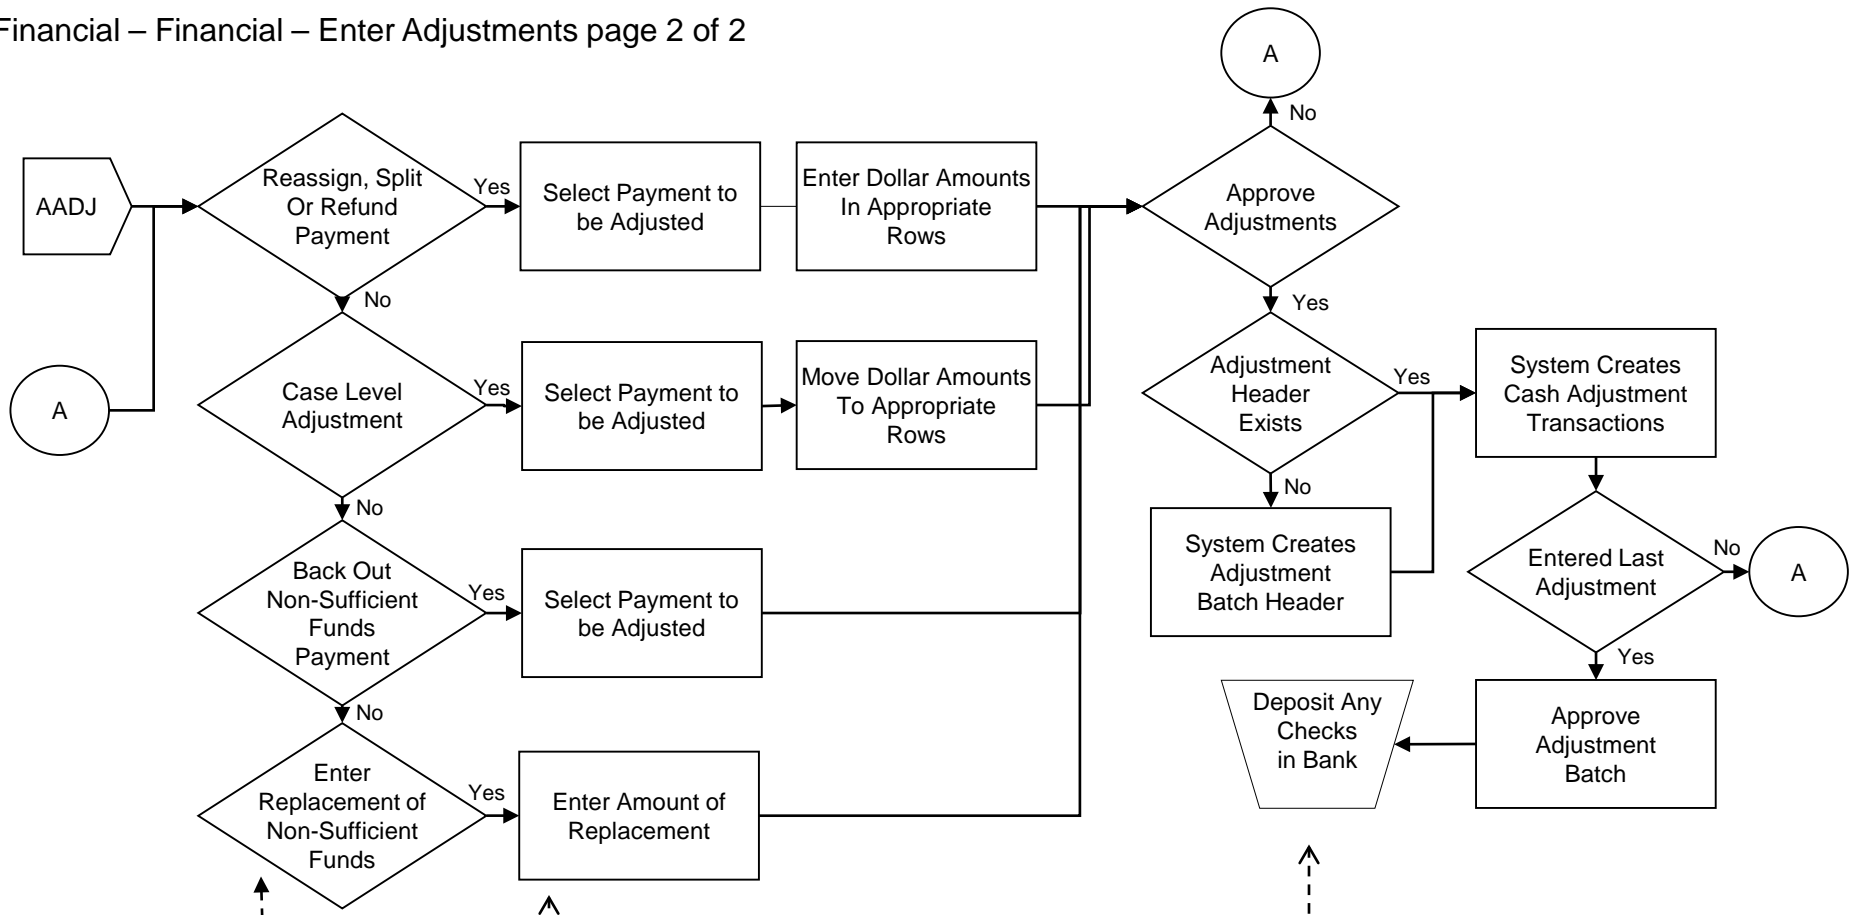 Financial – Financial – Enter Adjustments page 2 of 2
A
No
AADJ
Reassign, Split
Or Refund
Payment
Yes
Select Payment to
be Adjusted
Enter Dollar Amounts
In Appropriate
Rows
Approve
Adjustments
No
Yes
A
Case Level
Adjustment
Yes
Select Payment to
be Adjusted
Move Dollar Amounts
To Appropriate
Rows
Adjustment
Header
Exists
Yes
System Creates
Cash Adjustment
Transactions
No
No
Back Out
Non-Sufficient
Funds
Payment
Yes
Select Payment to
be Adjusted
System Creates
Adjustment
Batch Header
Entered Last
Adjustment
No
A
Yes
No
Enter
Replacement of
Non-Sufficient
Funds
Yes
Enter Amount of
Replacement
Deposit Any
Checks
in Bank
Approve
Adjustment
Batch